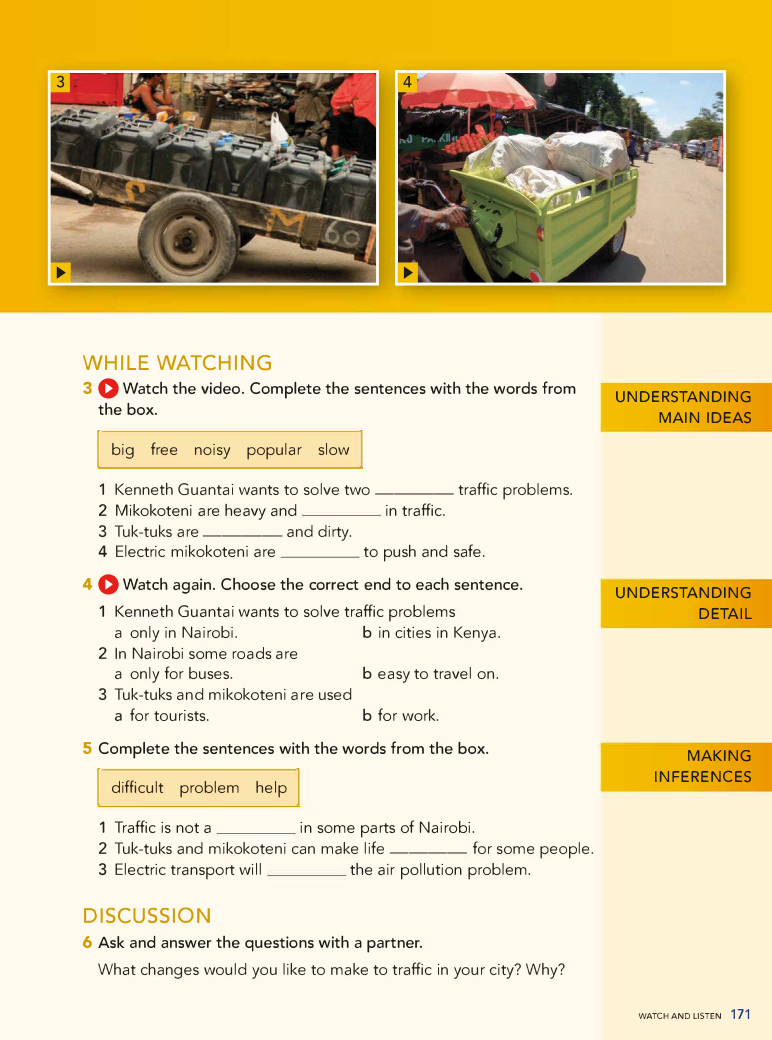 3
4
M
60
WHILE WATCHING
3 Watch the video. Complete the sentences with the words from
the box.
big free noisy popular slow
1 Kenneth Guantai wants to solve two __________ traffic problems.
2 Mikokoteni are heavy and __________ in traffic.
3 Tuk-tuks are __________ and dirty.
4 Electric mikokoteni are __________ to push and safe.
UNDERSTANDING
MAIN IDEAS
4 Watch again. Choose the correct end to each sentence.
1 Kenneth Guantai wants to solve traffic problems
a only in Nairobi. b in cities in Kenya.
2 In Nairobi some roads are
a only for buses. b easy to travel on.
3 Tuk-tuks and mikokoteni are used
a for tourists. b for work.
UNDERSTANDING
DETAIL
5 Complete the sentences with the words from the box.
difficult problem help
1 Traffic is not a __________ in some parts of Nairobi.
2 Tuk-tuks and mikokoteni can make life __________ for some people.
3 Electric transport will __________ the air pollution problem.
MAKING
INFERENCES
DISCUSSION
6 Ask and answer the questions with a partner.
What changes would you like to make to traffic in your city? Why?
WATCH AND LISTEN 171